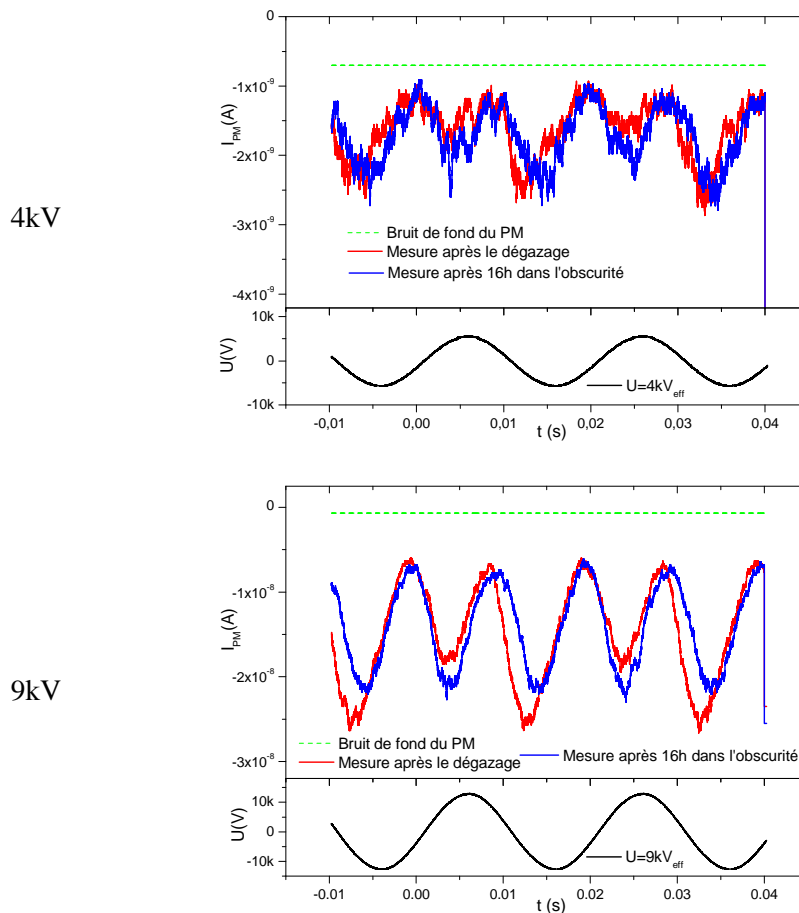 4kV
0
-1x10⁻⁹
-2x10⁻⁹
-3x10⁻⁹
-4x10⁻⁹
I_PM(A)
Bruit de fond du PM
Mesure après le dégazage
Mesure après 16h dans l'obscurité
10k
0
-10k
U(V)
U=4kV_eff
-0,01 0,00 0,01 0,02 0,03 0,04
t (s)
9kV
0
-1x10⁻⁸
-2x10⁻⁸
-3x10⁻⁸
I_PM(A)
Bruit de fond du PM
Mesure après le dégazage
Mesure après 16h dans l'obscurité
10k
0
-10k
U(V)
U=9kV_eff
-0.01 0.00 0.01 0.02 0.03 0.04
t (s)